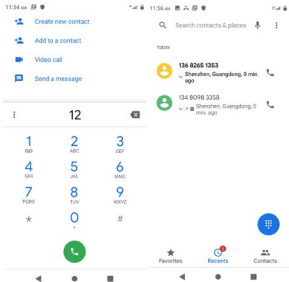 11:54 AM
Create new contact
Add to a contact
Video call
Send a message
12
1
2 ABC
3 DEF
4 GHI
5 JKL
6 MNO
7 PQRS
8 TUV
9 WXYZ
*
0
+
#
11:56 AM
Search contacts & places
TODAY
136 8265 1353
Shenzhen, Guangdong, 0 min. ago
134 8098 3358
Shenzhen, Guangdong, 0 min. ago
Favorites
Recents
Contacts